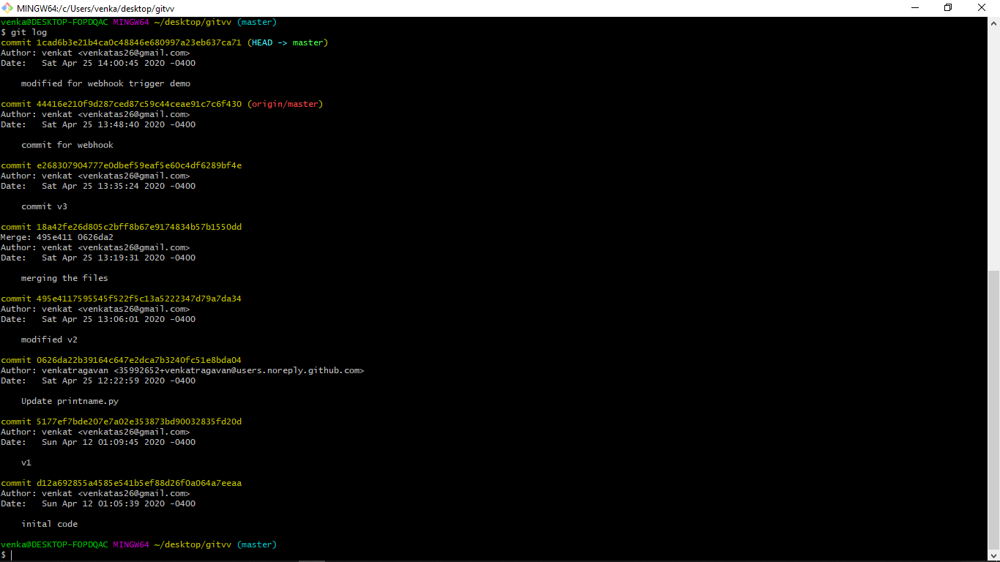 MINGW64:/c/Users/venka/desktop/gitvv
venka@DESKTOP-FOPDQAC MINGW64 ~/desktop/gitvv (master)
$ git log
commit 1cad6b3e21b4ca0c48846e680997a23eb637ca71 (HEAD -> master)
Author: venkat <venkatas26@gmail.com>
Date:   Sat Apr 25 14:00:45 2020 -0400
    modified for webhook trigger demo
commit 44416e210f9d287ced87c59c44ceae91c7c6f430 (origin/master)
Author: venkat <venkatas26@gmail.com>
Date:   Sat Apr 25 13:48:40 2020 -0400
    commit for webhook
commit e268307904777e0dbef59eaf5e60c4df6289bf4e
Author: venkat <venkatas26@gmail.com>
Date:   Sat Apr 25 13:35:24 2020 -0400
    commit v3
commit 18a42fe26d805c2bff8b67e9174834b57b1550dd
Merge: 495e411 0626da2
Author: venkat <venkatas26@gmail.com>
Date:   Sat Apr 25 13:19:31 2020 -0400
    merging the files
commit 495e4117595545f522f5c13a5222347d79a7da34
Author: venkat <venkatas26@gmail.com>
Date:   Sat Apr 25 13:06:01 2020 -0400
    modified v2
commit 0626da22b39164c647e2dca7b3240fc51e8bda04
Author: venkatragavan <35992652+venkatragavan@users.noreply.github.com>
Date:   Sat Apr 25 12:22:59 2020 -0400
    Update printname.py
commit 5177ef7bde207e7a02e353873bd90032835fd20d
Author: venkat <venkatas26@gmail.com>
Date:   Sun Apr 12 01:09:45 2020 -0400
    v1
commit d12a692855a4585e541b5ef88d26f0a064a7eeaa
Author: venkat <venkatas26@gmail.com>
Date:   Sun Apr 12 01:05:39 2020 -0400
    inital code
venka@DESKTOP-FOPDQAC MINGW64 ~/desktop/gitvv (master)
$